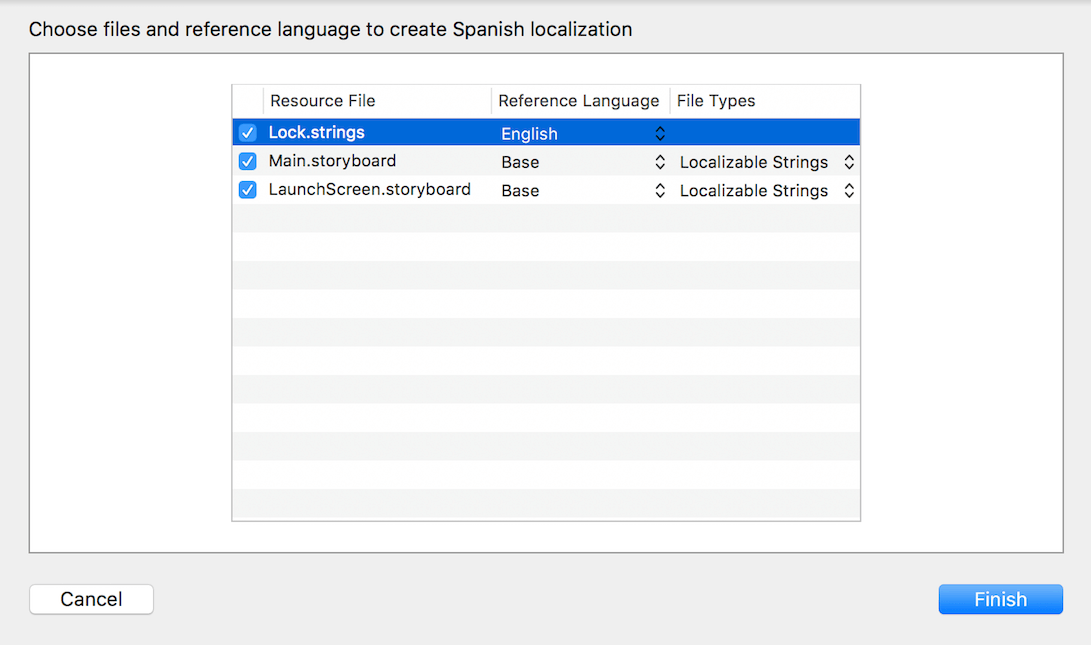 Choose files and reference language to create Spanish localization
Resource File Reference Language File Types
Lock.strings English
Main.storyboard Base Localizable Strings
LaunchScreen.storyboard Base Localizable Strings
Cancel Finish